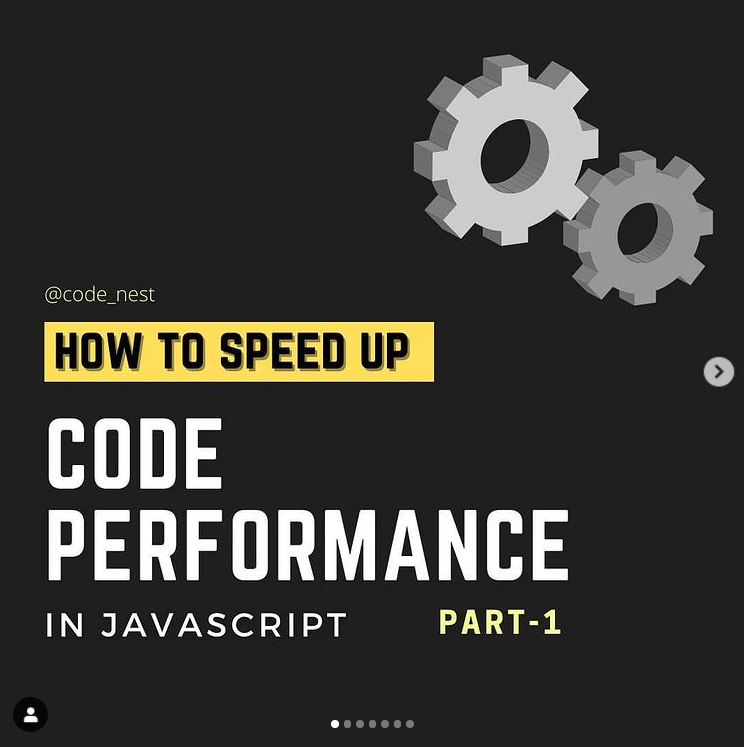 @code_nest
HOW TO SPEED UP
CODE
PERFORMANCE
IN JAVASCRIPT PART-1